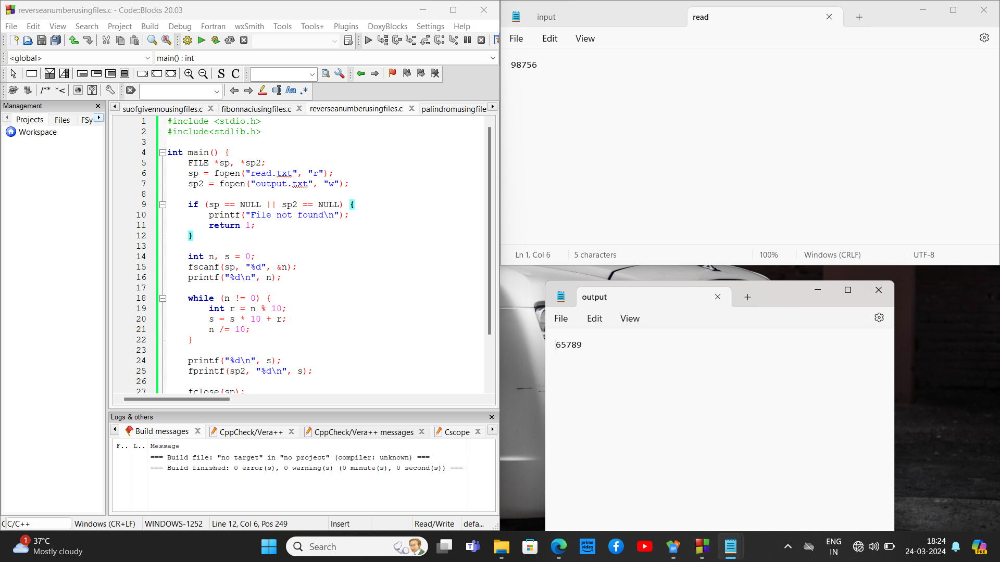 reverseanumberusingfiles.c - Code::Blocks 20.03
File Edit View Search Project Build Debug Fortran wxSmith Tools Tools+ Plugins DoxyBlocks Settings Help
<global>
main() : int
S C
/** *<
Aa .*
Management
Projects Files FSy
Workspace
suofgivennousingfiles.c fibonnaciusingfiles.c reverseanumberusingfiles.c palindromusingfile
1 #include <stdio.h>
2 #include<stdlib.h>
3
4 int main() {
5 FILE *sp, *sp2;
6 sp = fopen("read.txt", "r");
7 sp2 = fopen("output.txt", "w");
8
9 if (sp == NULL || sp2 == NULL) {
10 printf("File not found\n");
11 return 1;
12 }
13
14 int n, s = 0;
15 fscanf(sp, "%d", &n);
16 printf("%d\n", n);
17
18 while (n != 0) {
19 int r = n % 10;
20 s = s * 10 + r;
21 n /= 10;
22 }
23
24 printf("%d\n", s);
25 fprintf(sp2, "%d\n", s);
26
27 fclose(sp);
Logs & others
Build messages CppCheck/Vera++ CppCheck/Vera++ messages Cscope
F.. L.. Message
=== Build file: "no target" in "no project" (compiler: unknown) ===
=== Build finished: 0 error(s), 0 warning(s) (0 minute(s), 0 second(s)) ===
C/C++ Windows (CR+LF) WINDOWS-1252 Line 12, Col 6, Pos 249 Insert Read/Write defa...
input read
File Edit View
98756
Ln 1, Col 6 5 characters 100% Windows (CRLF) UTF-8
output
File Edit View
65789
1
37°C
Mostly cloudy
Search
prime video
ENG
IN
18:24
24-03-2024
PRE